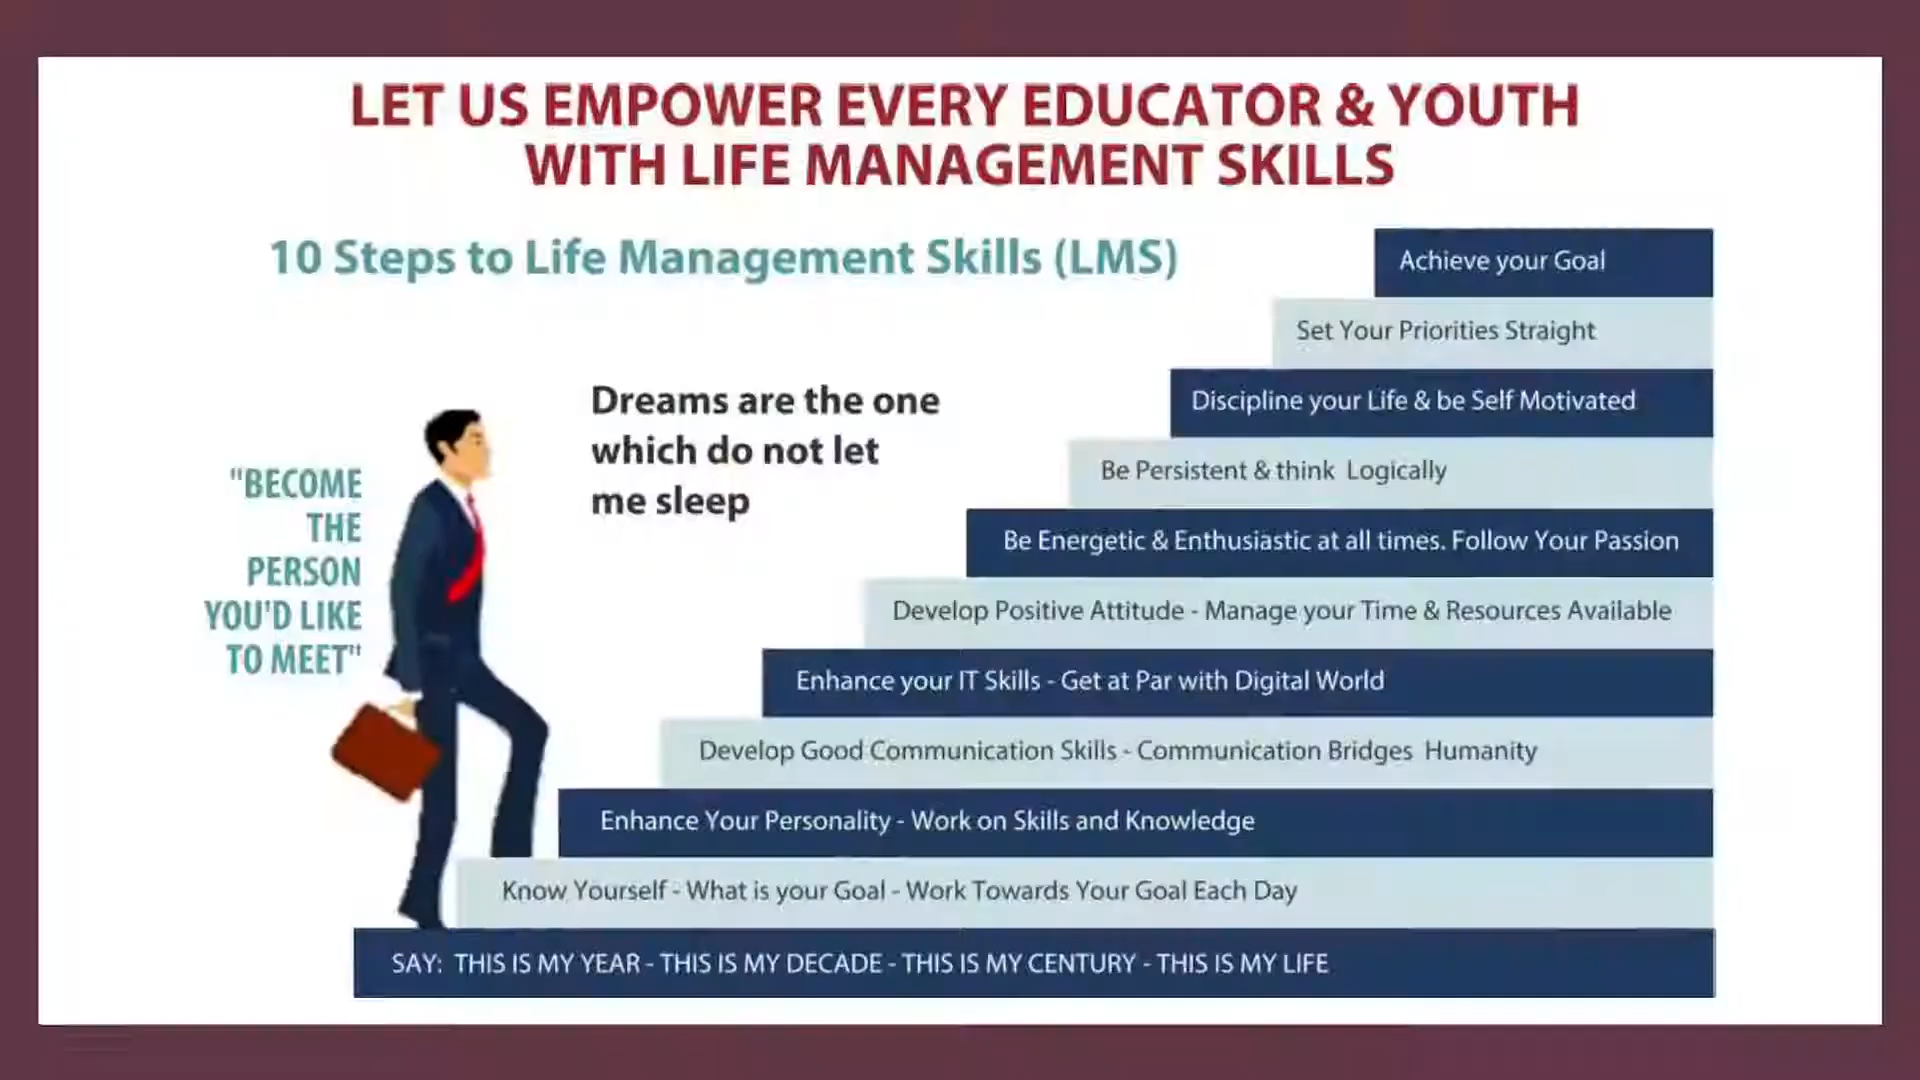 LET US EMPOWER EVERY EDUCATOR & YOUTH
WITH LIFE MANAGEMENT SKILLS
10 Steps to Life Management Skills (LMS)
Achieve your Goal
Set Your Priorities Straight
Discipline your Life & be Self Motivated
Be Persistent & think Logically
Be Energetic & Enthusiastic at all times. Follow Your Passion
Develop Positive Attitude - Manage your Time & Resources Available
Enhance your IT Skills - Get at Par with Digital World
Develop Good Communication Skills - Communication Bridges Humanity
Enhance Your Personality - Work on Skills and Knowledge
Know Yourself - What is your Goal - Work Towards Your Goal Each Day
SAY: THIS IS MY YEAR - THIS IS MY DECADE - THIS IS MY CENTURY - THIS IS MY LIFE
Dreams are the one
which do not let
me sleep
"BECOME
THE
PERSON
YOU'D LIKE
TO MEET"